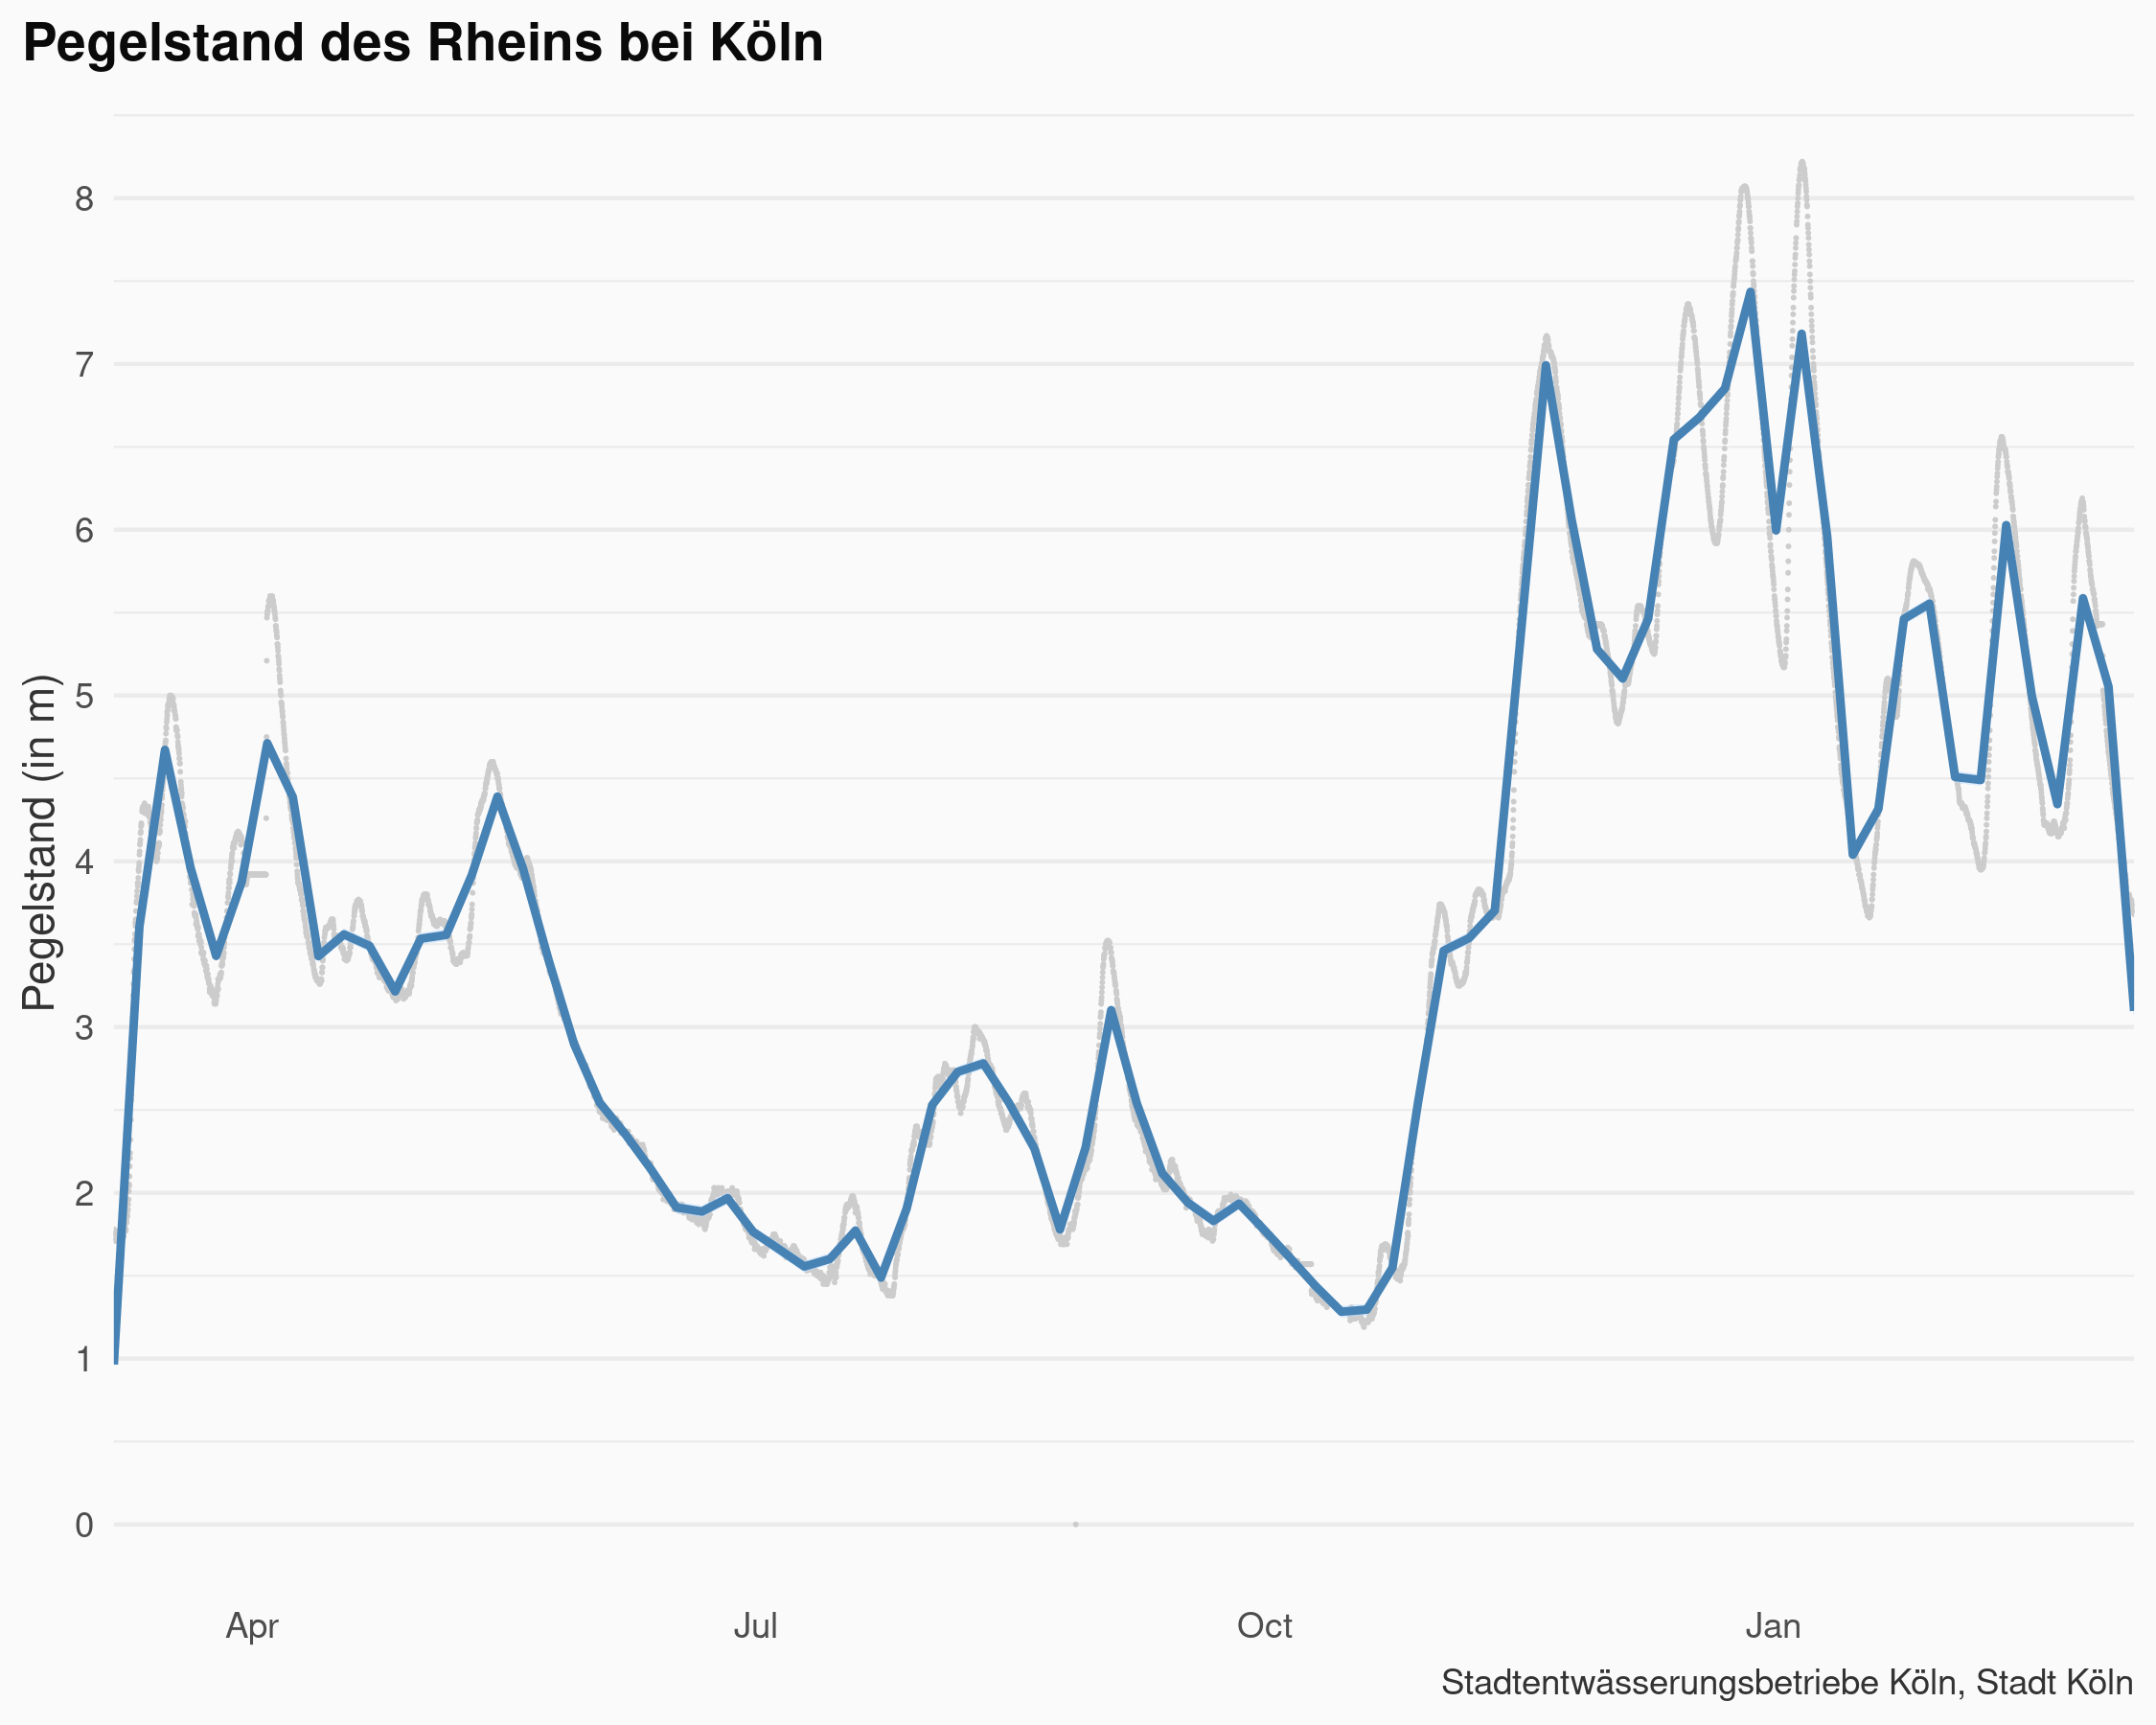 Pegelstand des Rheins bei Köln
Pegelstand (in m)
8
7
6
5
4
3
2
1
0
Apr Jul Oct Jan
Stadtentwässerungsbetriebe Köln, Stadt Köln